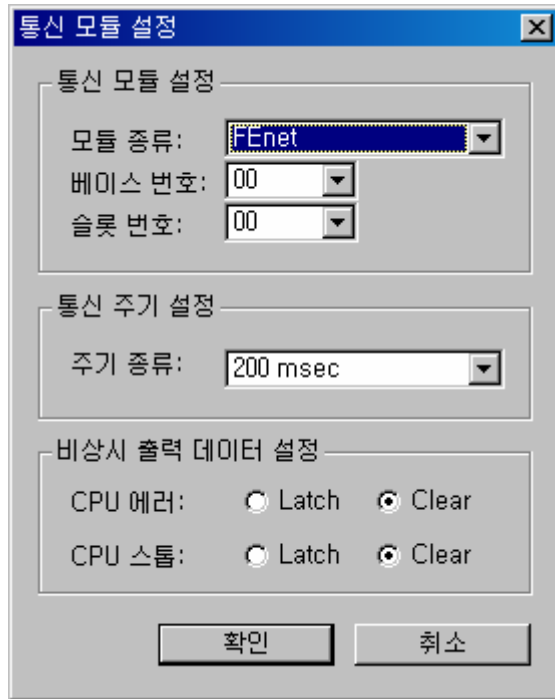 통신 모듈 설정
통신 모듈 설정
모듈 종류: FEnet
베이스 번호: 00
슬롯 번호: 00
통신 주기 설정
주기 종류: 200 msec
비상시 출력 데이터 설정
CPU 에러: Latch Clear
CPU 스톱: Latch Clear
확인 취소